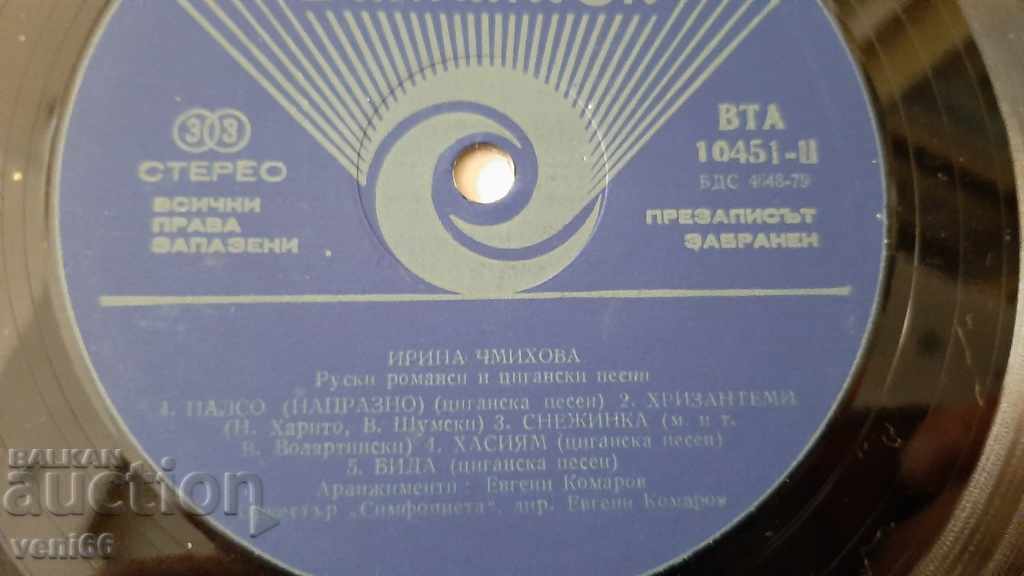 33
СТЕРЕО
ВСИЧКИ
ПРАВА
ЗАПАЗЕНИ
ВТА
10451-II
БДС 4648-79
ПРЕЗАПИСЪТ
ЗАБРАНЕН
ИРИНА ЧМИХОВА
Руски романси и цигански песни
1. ПАЛСО (НАПРАЗНО) (циганска песен) 2. ХРИЗАНТЕМИ
(Н. Харито, В. Шумски) 3. СНЕЖИНКА (м. и т.
В. Воляртински) 4. ХАСИЯМ (циганска песен)
5. ВИДА (циганска песен)
Аранжименти: Евгени Комаров
„Симфониета“, дир. Евгени Комаров
BALKAN
auction
veni66